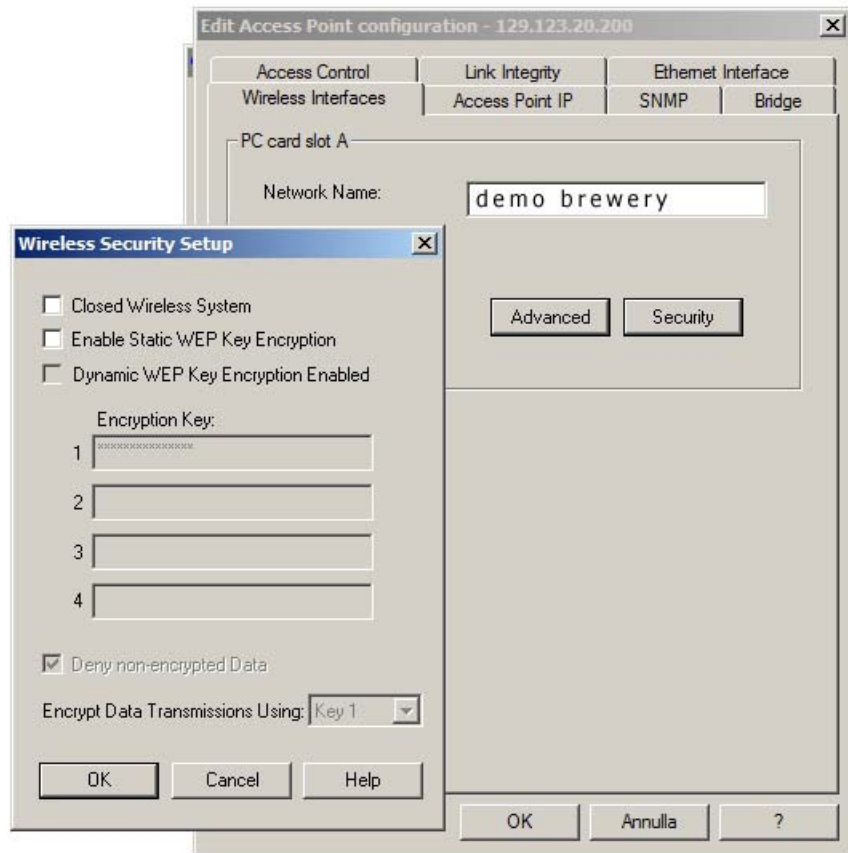 Edit Access Point configuration - 129.123.20.200
Access Control Link Integrity Ethernet Interface
Wireless Interfaces Access Point IP SNMP Bridge
PC card slot A
Network Name: demo brewery
Advanced Security
Wireless Security Setup
Closed Wireless System
Enable Static WEP Key Encryption
Dynamic WEP Key Encryption Enabled
Encryption Key:
1 **************
2
3
4
Deny non-encrypted Data
Encrypt Data Transmissions Using: Key 1
OK Cancel Help
OK Annulla ?